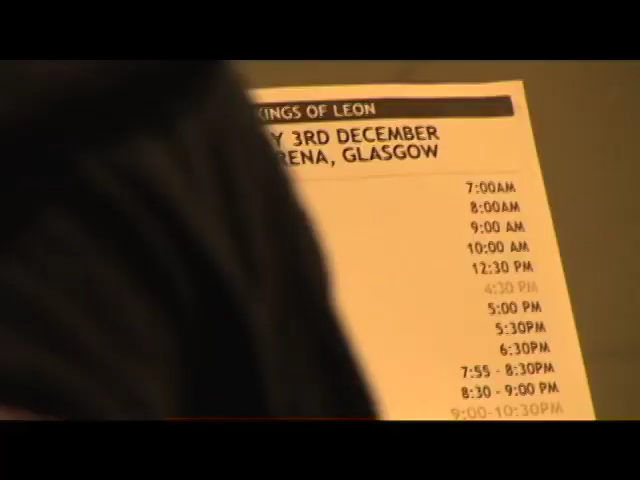 KINGS OF LEON
Y 3RD DECEMBER
RENA, GLASGOW
7:00AM
8:00AM
9:00 AM
10:00 AM
12:30 PM
4:30 PM
5:00 PM
5:30PM
6:30PM
7:55 - 8:30PM
8:30 - 9:00 PM
9:00-10:30PM